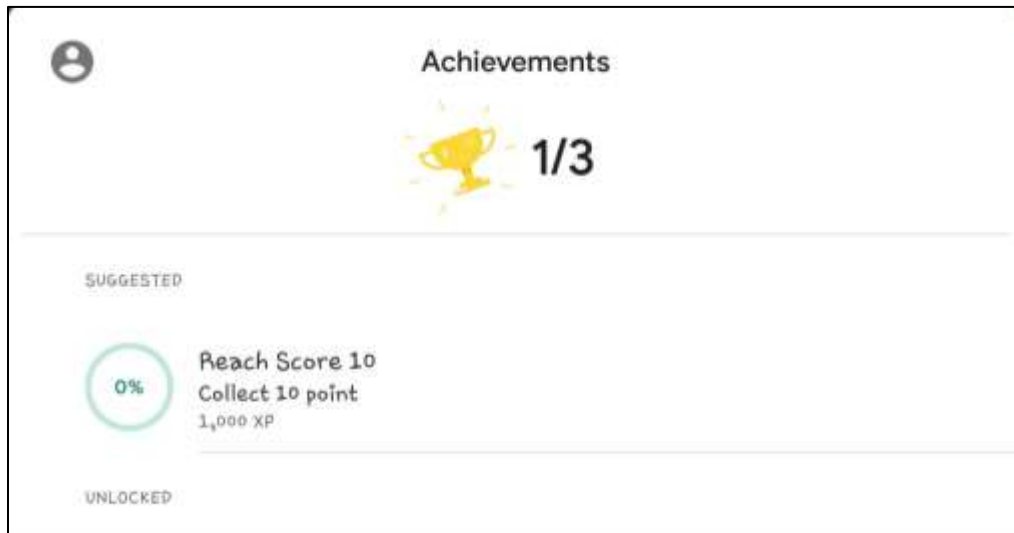 Achievements
1/3
SUGGESTED
0%
Reach Score 10
Collect 10 point
1,000 XP
UNLOCKED